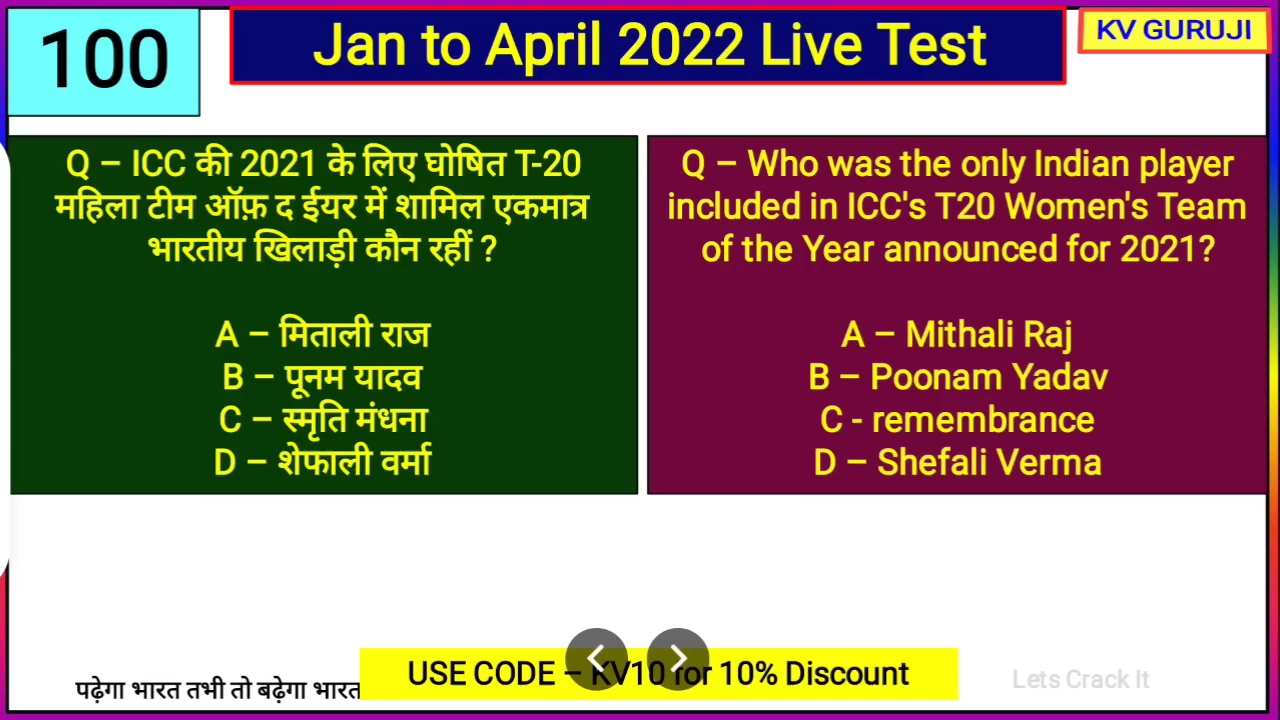 100
Jan to April 2022 Live Test
KV GURUJI
Q – ICC की 2021 के लिए घोषित T-20
महिला टीम ऑफ़ द ईयर में शामिल एकमात्र
भारतीय खिलाड़ी कौन रहीं ?
A – मिताली राज
B – पूनम यादव
C – स्मृति मंधना
D – शेफाली वर्मा
Q – Who was the only Indian player
included in ICC's T20 Women's Team
of the Year announced for 2021?
A – Mithali Raj
B – Poonam Yadav
C - remembrance
D – Shefali Verma
पढ़ेगा भारत तभी तो बढ़ेगा भारत
USE CODE – KV10 for 10% Discount
Lets Crack It